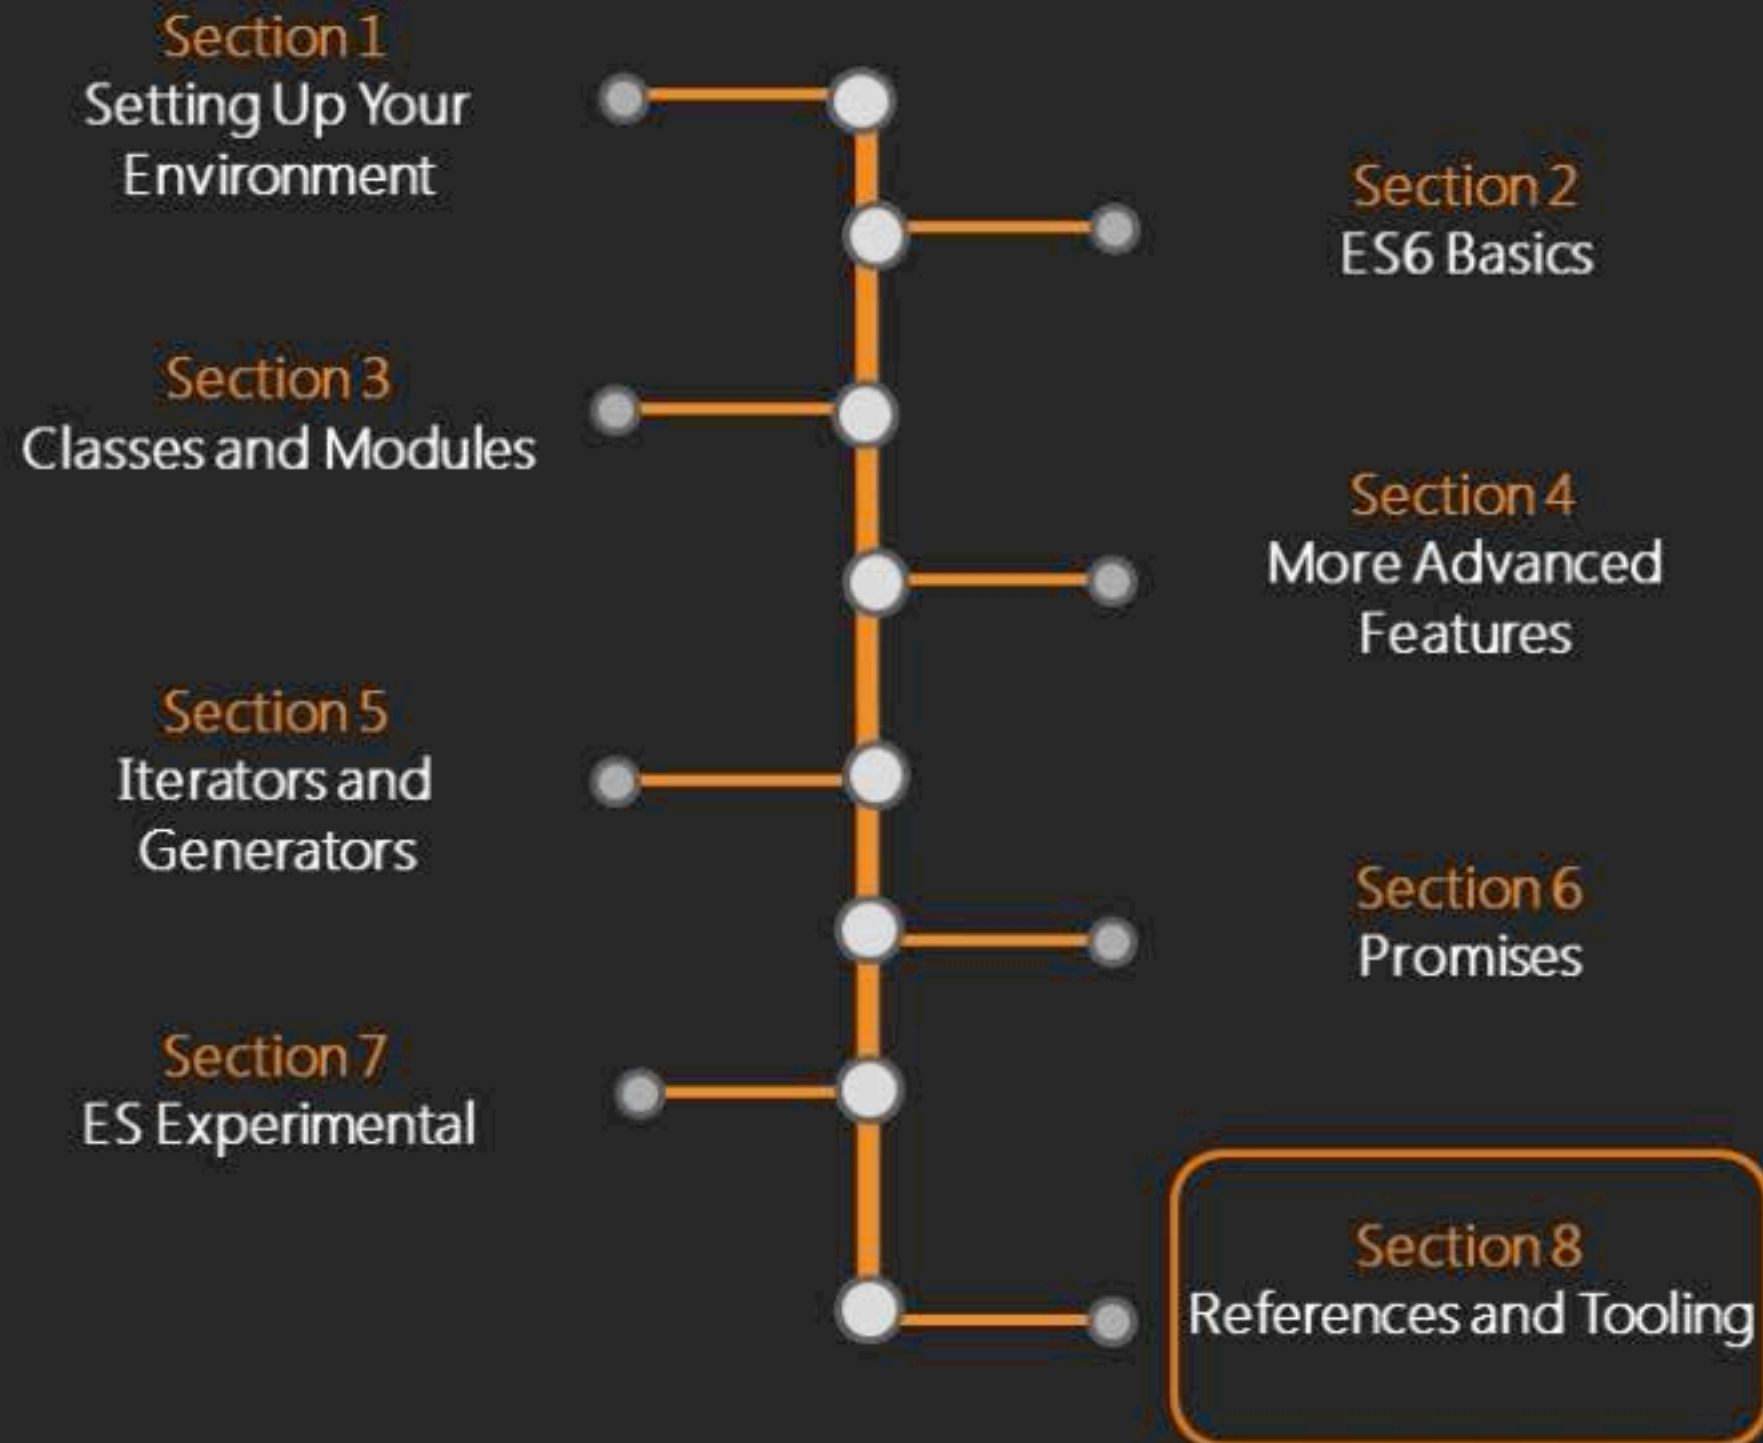 Section 1
Setting Up Your
Environment
Section 2
ES6 Basics
Section 3
Classes and Modules
Section 4
More Advanced
Features
Section 5
Iterators and
Generators
Section 6
Promises
Section 7
ES Experimental
Section 8
References and Tooling